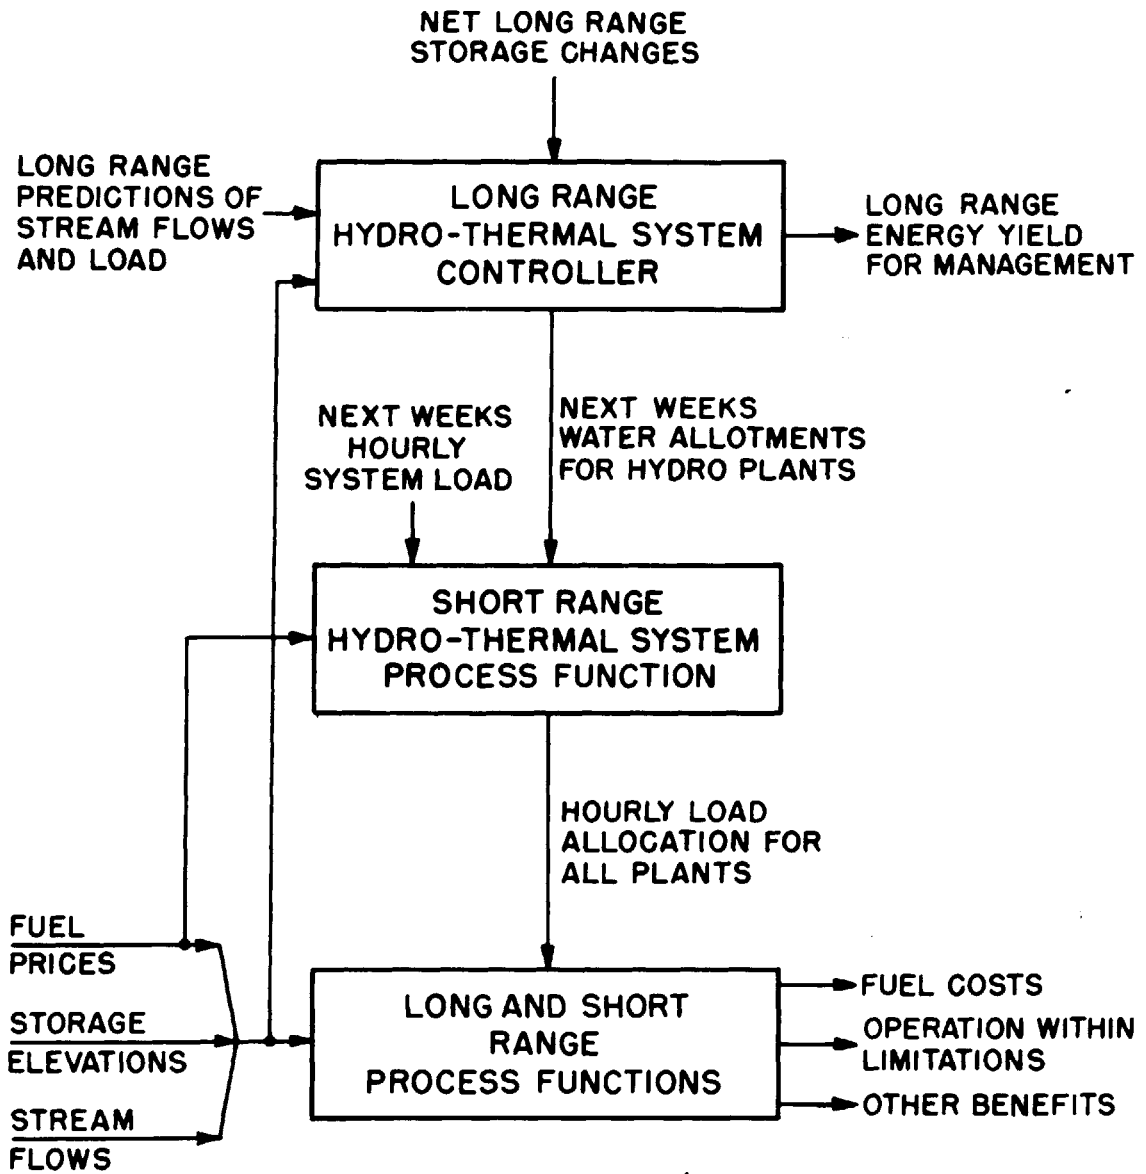 NET LONG RANGE
STORAGE CHANGES
LONG RANGE
PREDICTIONS OF
STREAM FLOWS
AND LOAD
LONG RANGE
HYDRO-THERMAL SYSTEM
CONTROLLER
LONG RANGE
ENERGY YIELD
FOR MANAGEMENT
NEXT WEEKS
HOURLY
SYSTEM LOAD
NEXT WEEKS
WATER ALLOTMENTS
FOR HYDRO PLANTS
SHORT RANGE
HYDRO-THERMAL SYSTEM
PROCESS FUNCTION
HOURLY LOAD
ALLOCATION FOR
ALL PLANTS
FUEL
PRICES
STORAGE
ELEVATIONS
STREAM
FLOWS
LONG AND SHORT
RANGE
PROCESS FUNCTIONS
FUEL COSTS
OPERATION WITHIN
LIMITATIONS
OTHER BENEFITS